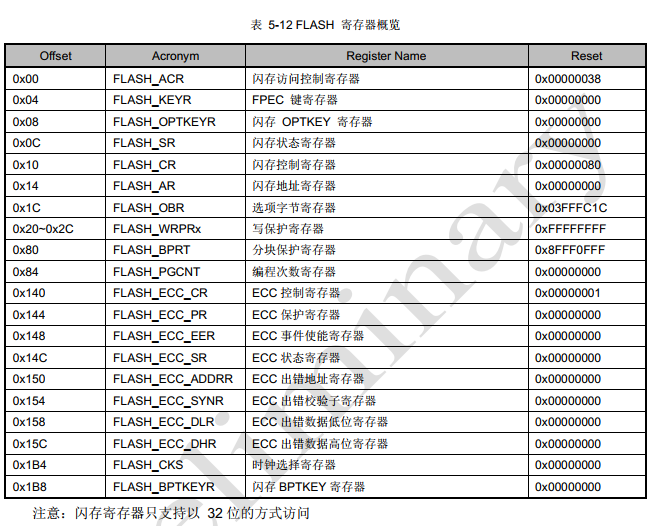 表 5-12 FLASH 寄存器概览
Offset Acronym Register Name Reset
0x00 FLASH_ACR 闪存访问控制寄存器 0x00000038
0x04 FLASH_KEYR FPEC 键寄存器 0x00000000
0x08 FLASH_OPTKEYR 闪存 OPTKEY 寄存器 0x00000000
0x0C FLASH_SR 闪存状态寄存器 0x00000000
0x10 FLASH_CR 闪存控制寄存器 0x00000080
0x14 FLASH_AR 闪存地址寄存器 0x00000000
0x1C FLASH_OBR 选项字节寄存器 0x03FFFC1C
0x20~0x2C FLASH_WRPRx 写保护寄存器 0xFFFFFFFF
0x80 FLASH_BPRT 分块保护寄存器 0x8FFF0FFF
0x84 FLASH_PGCNT 编程次数寄存器 0x00000000
0x140 FLASH_ECC_CR ECC 控制寄存器 0x00000001
0x144 FLASH_ECC_PR ECC 保护寄存器 0x00000000
0x148 FLASH_ECC_EER ECC 事件使能寄存器 0x00000000
0x14C FLASH_ECC_SR ECC 状态寄存器 0x00000000
0x150 FLASH_ECC_ADDRR ECC 出错地址寄存器 0x00000000
0x154 FLASH_ECC_SYNR ECC 出错校验子寄存器 0x00000000
0x158 FLASH_ECC_DLR ECC 出错数据低位寄存器 0x00000000
0x15C FLASH_ECC_DHR ECC 出错数据高位寄存器 0x00000000
0x1B4 FLASH_CKS 时钟选择寄存器 0x00000000
0x1B8 FLASH_BPTKEYR 闪存 BPTKEY 寄存器 0x00000000
注意：闪存寄存器只支持以 32 位的方式访问
eliminary